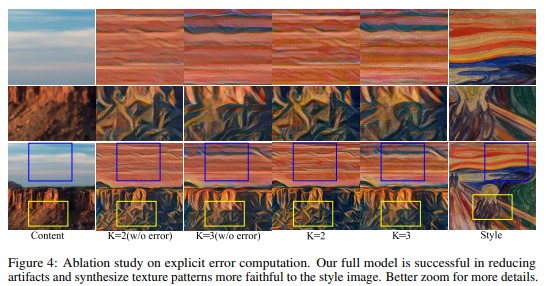 Content K=2(w/o error) K=3(w/o error) K=2 K=3 Style
Figure 4: Ablation study on explicit error computation. Our full model is successful in reducing
artifacts and synthesize texture patterns more faithful to the style image. Better zoom for more details.